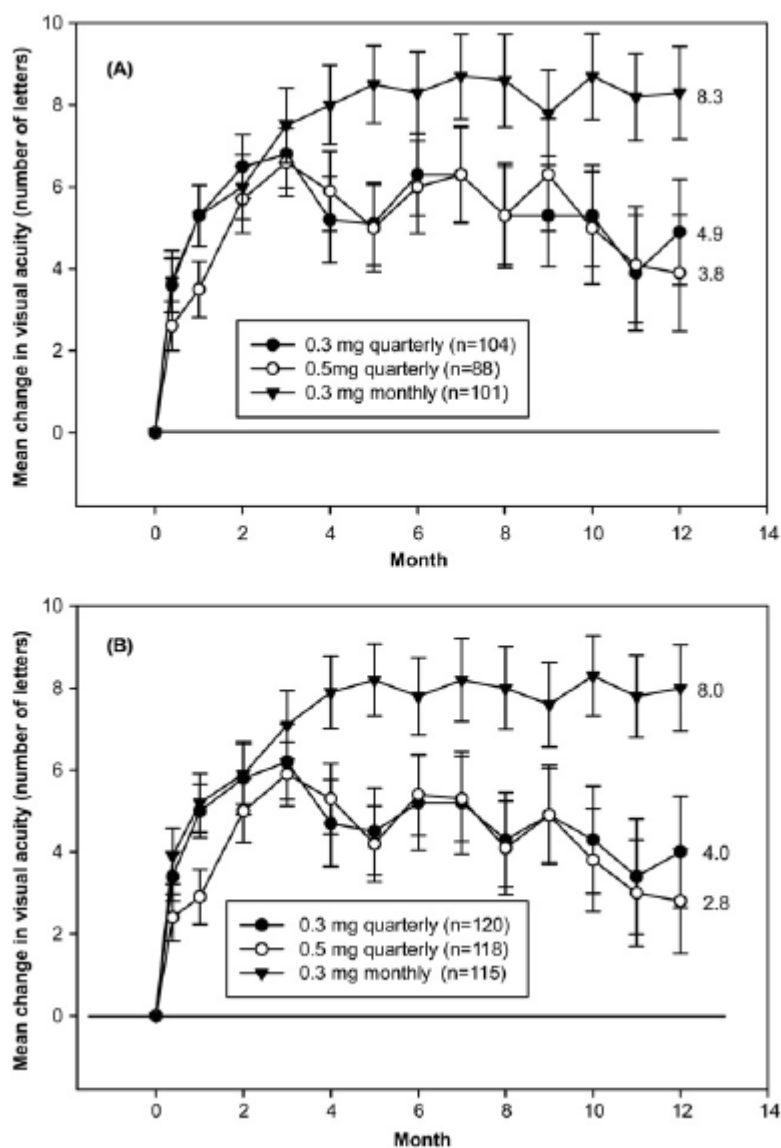 (A)
Mean change in visual acuity (number of letters)
10
8
6
4
2
0
8.3
4.9
3.8
0.3 mg quarterly (n=104)
0.5mg quarterly (n=88)
0.3 mg monthly (n=101)
0 2 4 6 8 10 12 14
Month
(B)
Mean change in visual acuity (number of letters)
10
8
6
4
2
0
8.0
4.0
2.8
0.3 mg quarterly (n=120)
0.5 mg quarterly (n=118)
0.3 mg monthly (n=115)
0 2 4 6 8 10 12 14
Month